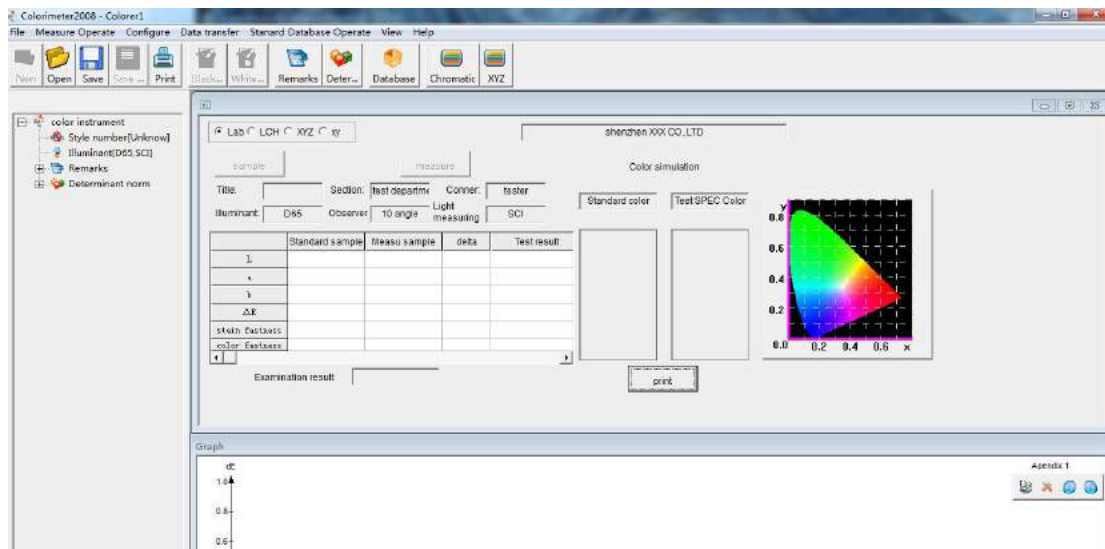 Colorimeter2008 - Colorer1
File Measure Operate Configure Data transfer Stanard Database Operate View Help
New Open Save Save ... Print Black... White... Remarks Deter... Database Chromatic XYZ
color instrument
Style number[Unknow]
Illuminant[D65,SCI]
Remarks
Determinant norm
Lab LCH XYZ xy
shenzhen XXX CO.,LTD
sample measure Color simulation
Title: Section: test departme Conner: tester
Standard color Test SPEC Color
Illuminant: D65 Observer 10 angle Light measuring SCI
Standard sample Measu sample delta Test result
L
a
b
ΔE
stain fastness
color fastness
Examination result
print
y
0.8
0.6
0.4
0.2
0.0 0.2 0.4 0.6 x
Graph
dE
Apendix 1
1.0
0.8
0.6